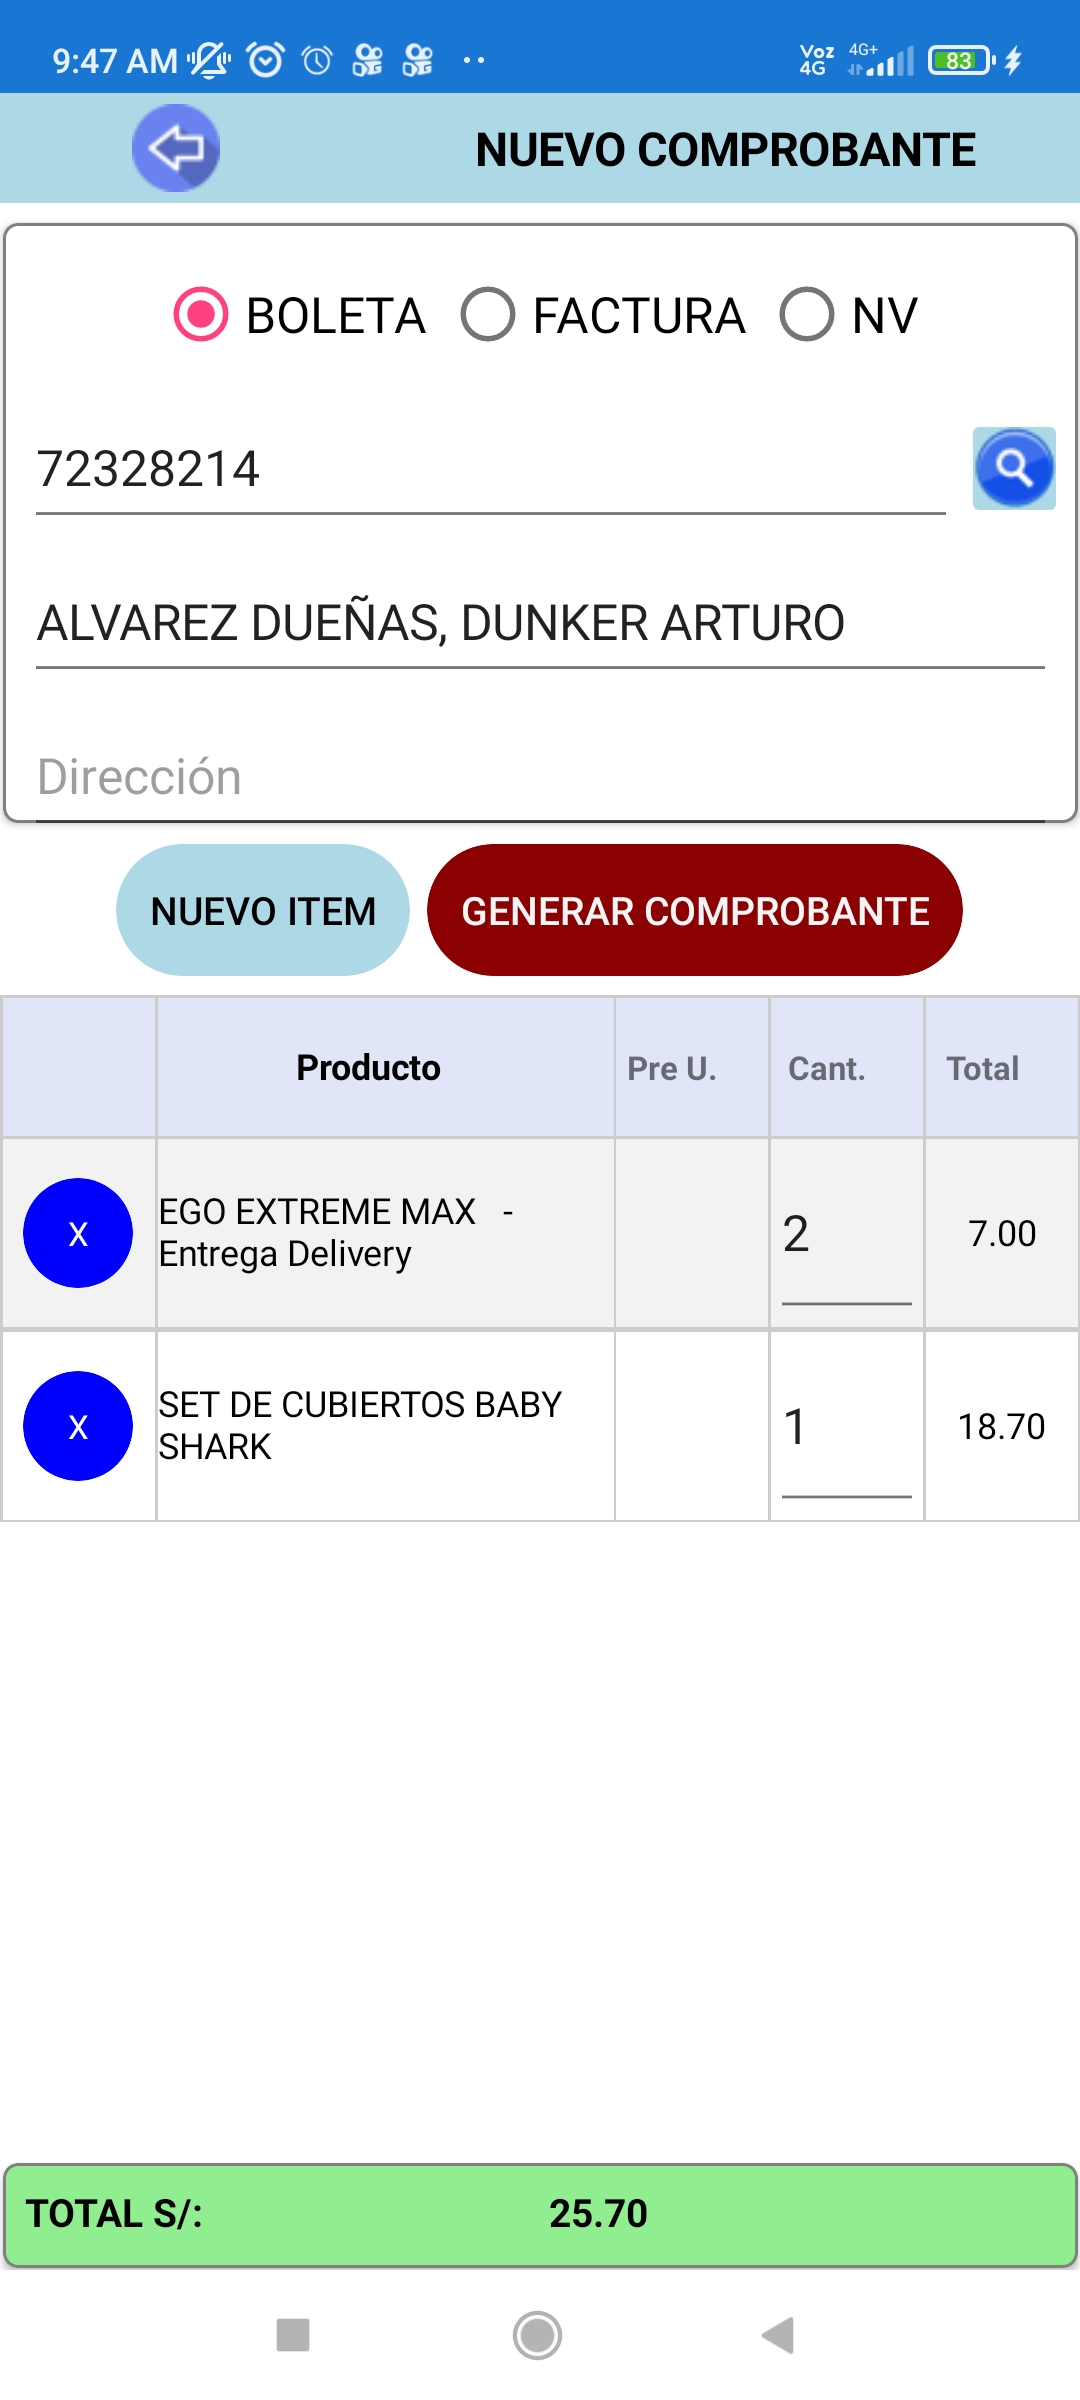 9:47 AM
Voz 4G 4G+ 83
NUEVO COMPROBANTE
BOLETA FACTURA NV
72328214
ALVAREZ DUEÑAS, DUNKER ARTURO
Dirección
NUEVO ITEM GENERAR COMPROBANTE
Producto Pre U. Cant. Total
X EGO EXTREME MAX - 2 7.00
Entrega Delivery
X SET DE CUBIERTOS BABY 1 18.70
SHARK
TOTAL S/: 25.70